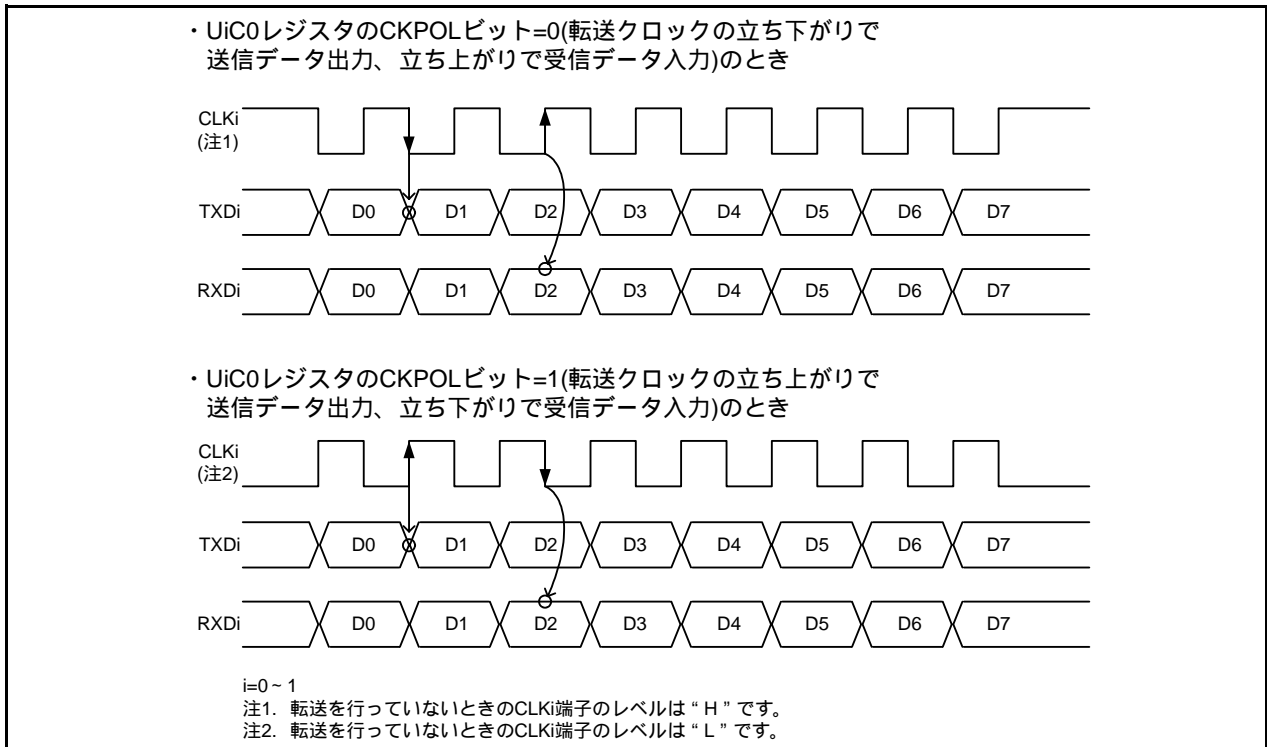 ・UiC0レジスタのCKPOLビット=0(転送クロックの立ち下がりで
送信データ出力、立ち上がりで受信データ入力)のとき
CLKi
(注1)
TXDi D0 D1 D2 D3 D4 D5 D6 D7
RXDi D0 D1 D2 D3 D4 D5 D6 D7
・UiC0レジスタのCKPOLビット=1(転送クロックの立ち上がりで
送信データ出力、立ち下がりで受信データ入力)のとき
CLKi
(注2)
TXDi D0 D1 D2 D3 D4 D5 D6 D7
RXDi D0 D1 D2 D3 D4 D5 D6 D7
i=0~1
注1. 転送を行っていないときのCLKi端子のレベルは“H”です。
注2. 転送を行っていないときのCLKi端子のレベルは“L”です。